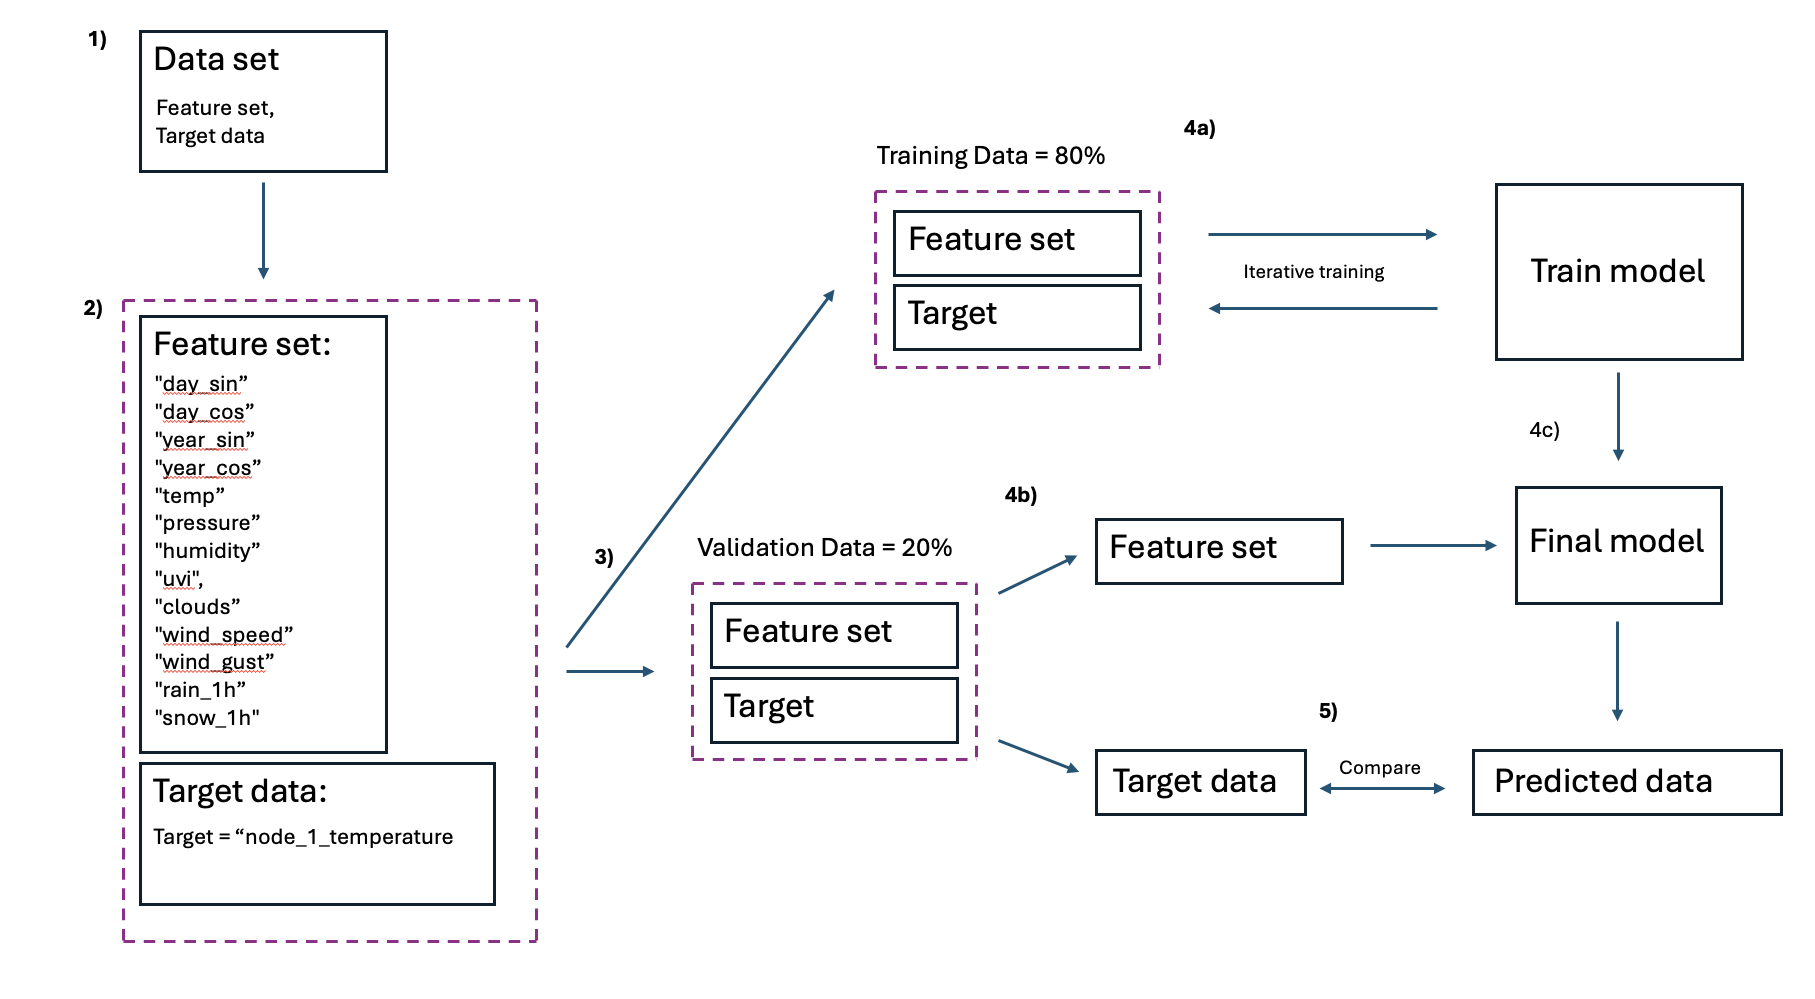 1)
Data set
Feature set,
Target data
2)
Feature set:
"day_sin”
"day_cos”
"year_sin”
"year_cos”
"temp”
"pressure”
"humidity”
"uvi",
"clouds”
"wind_speed”
"wind_gust”
"rain_1h”
"snow_1h"
Target data:
Target = “node_1_temperature
3)
Training Data = 80%
Feature set
Target
4a)
Iterative training
Train model
Validation Data = 20%
Feature set
Target
4b)
Feature set
4c)
Final model
Target data
5)
Compare
Predicted data